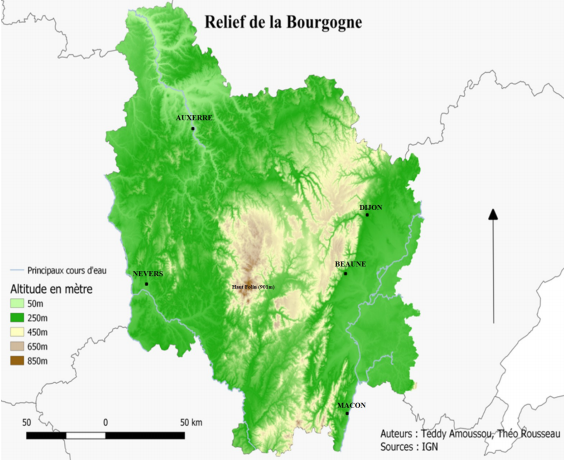 Relief de la Bourgogne
AUXERRE
DIJON
BEAUNE
NEVERS
Haut Folin (901m)
MACON
Principaux cours d'eau
Altitude en mètre
50m
250m
450m
650m
850m
50 0 50 km
Auteurs : Teddy Amoussou, Théo Rousseau
Sources : IGN